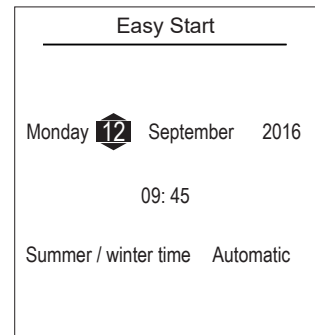 Easy Start
Monday 12 September 2016
09: 45
Summer / winter time Automatic